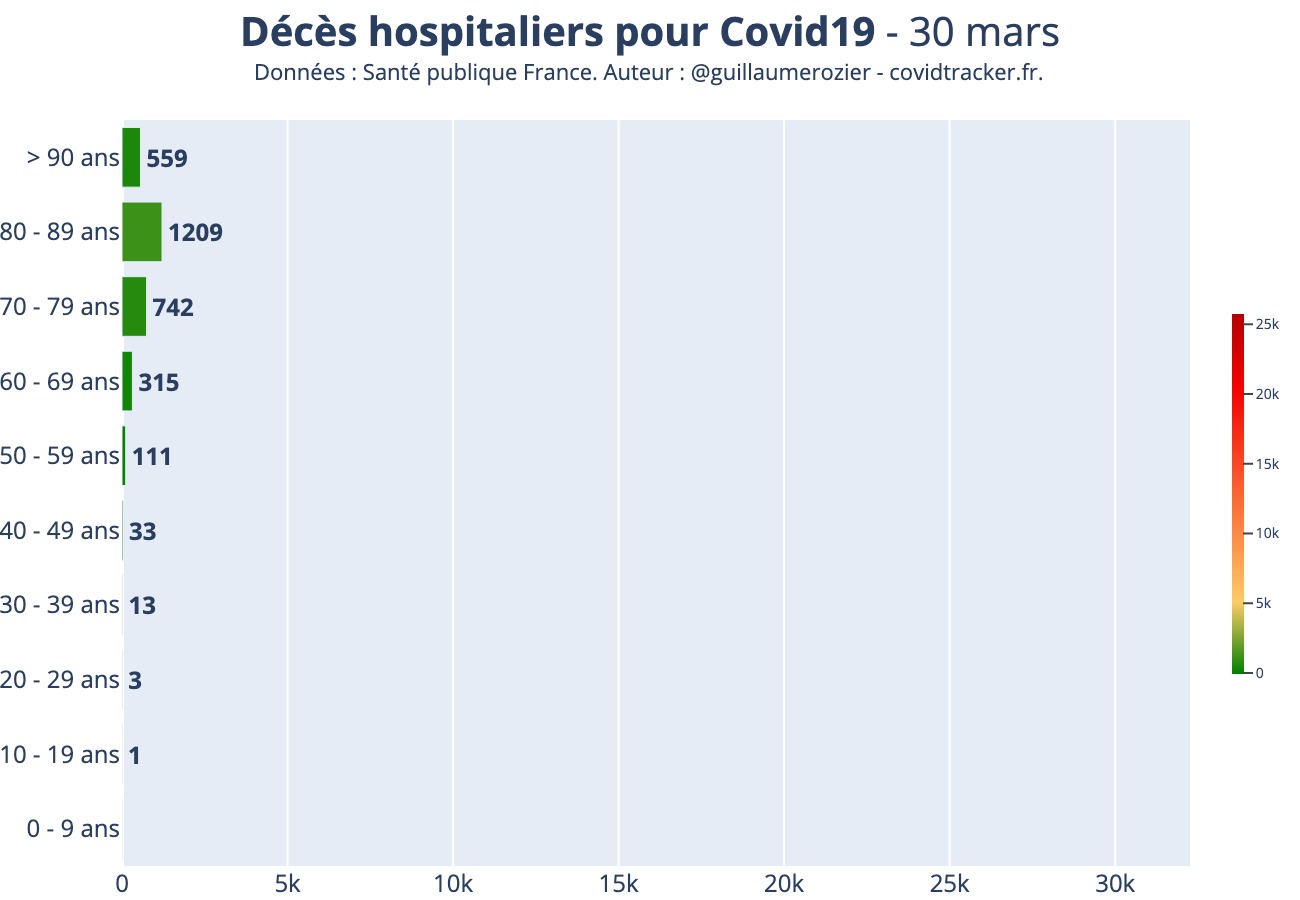 Décès hospitaliers pour Covid19 - 30 mars
Données : Santé publique France. Auteur : @guillaumerozier - covidtracker.fr.
> 90 ans 559
80 - 89 ans 1209
70 - 79 ans 742
60 - 69 ans 315
50 - 59 ans 111
40 - 49 ans 33
30 - 39 ans 13
20 - 29 ans 3
10 - 19 ans 1
0 - 9 ans
0 5k 10k 15k 20k 25k 30k
25k
20k
15k
10k
5k
0